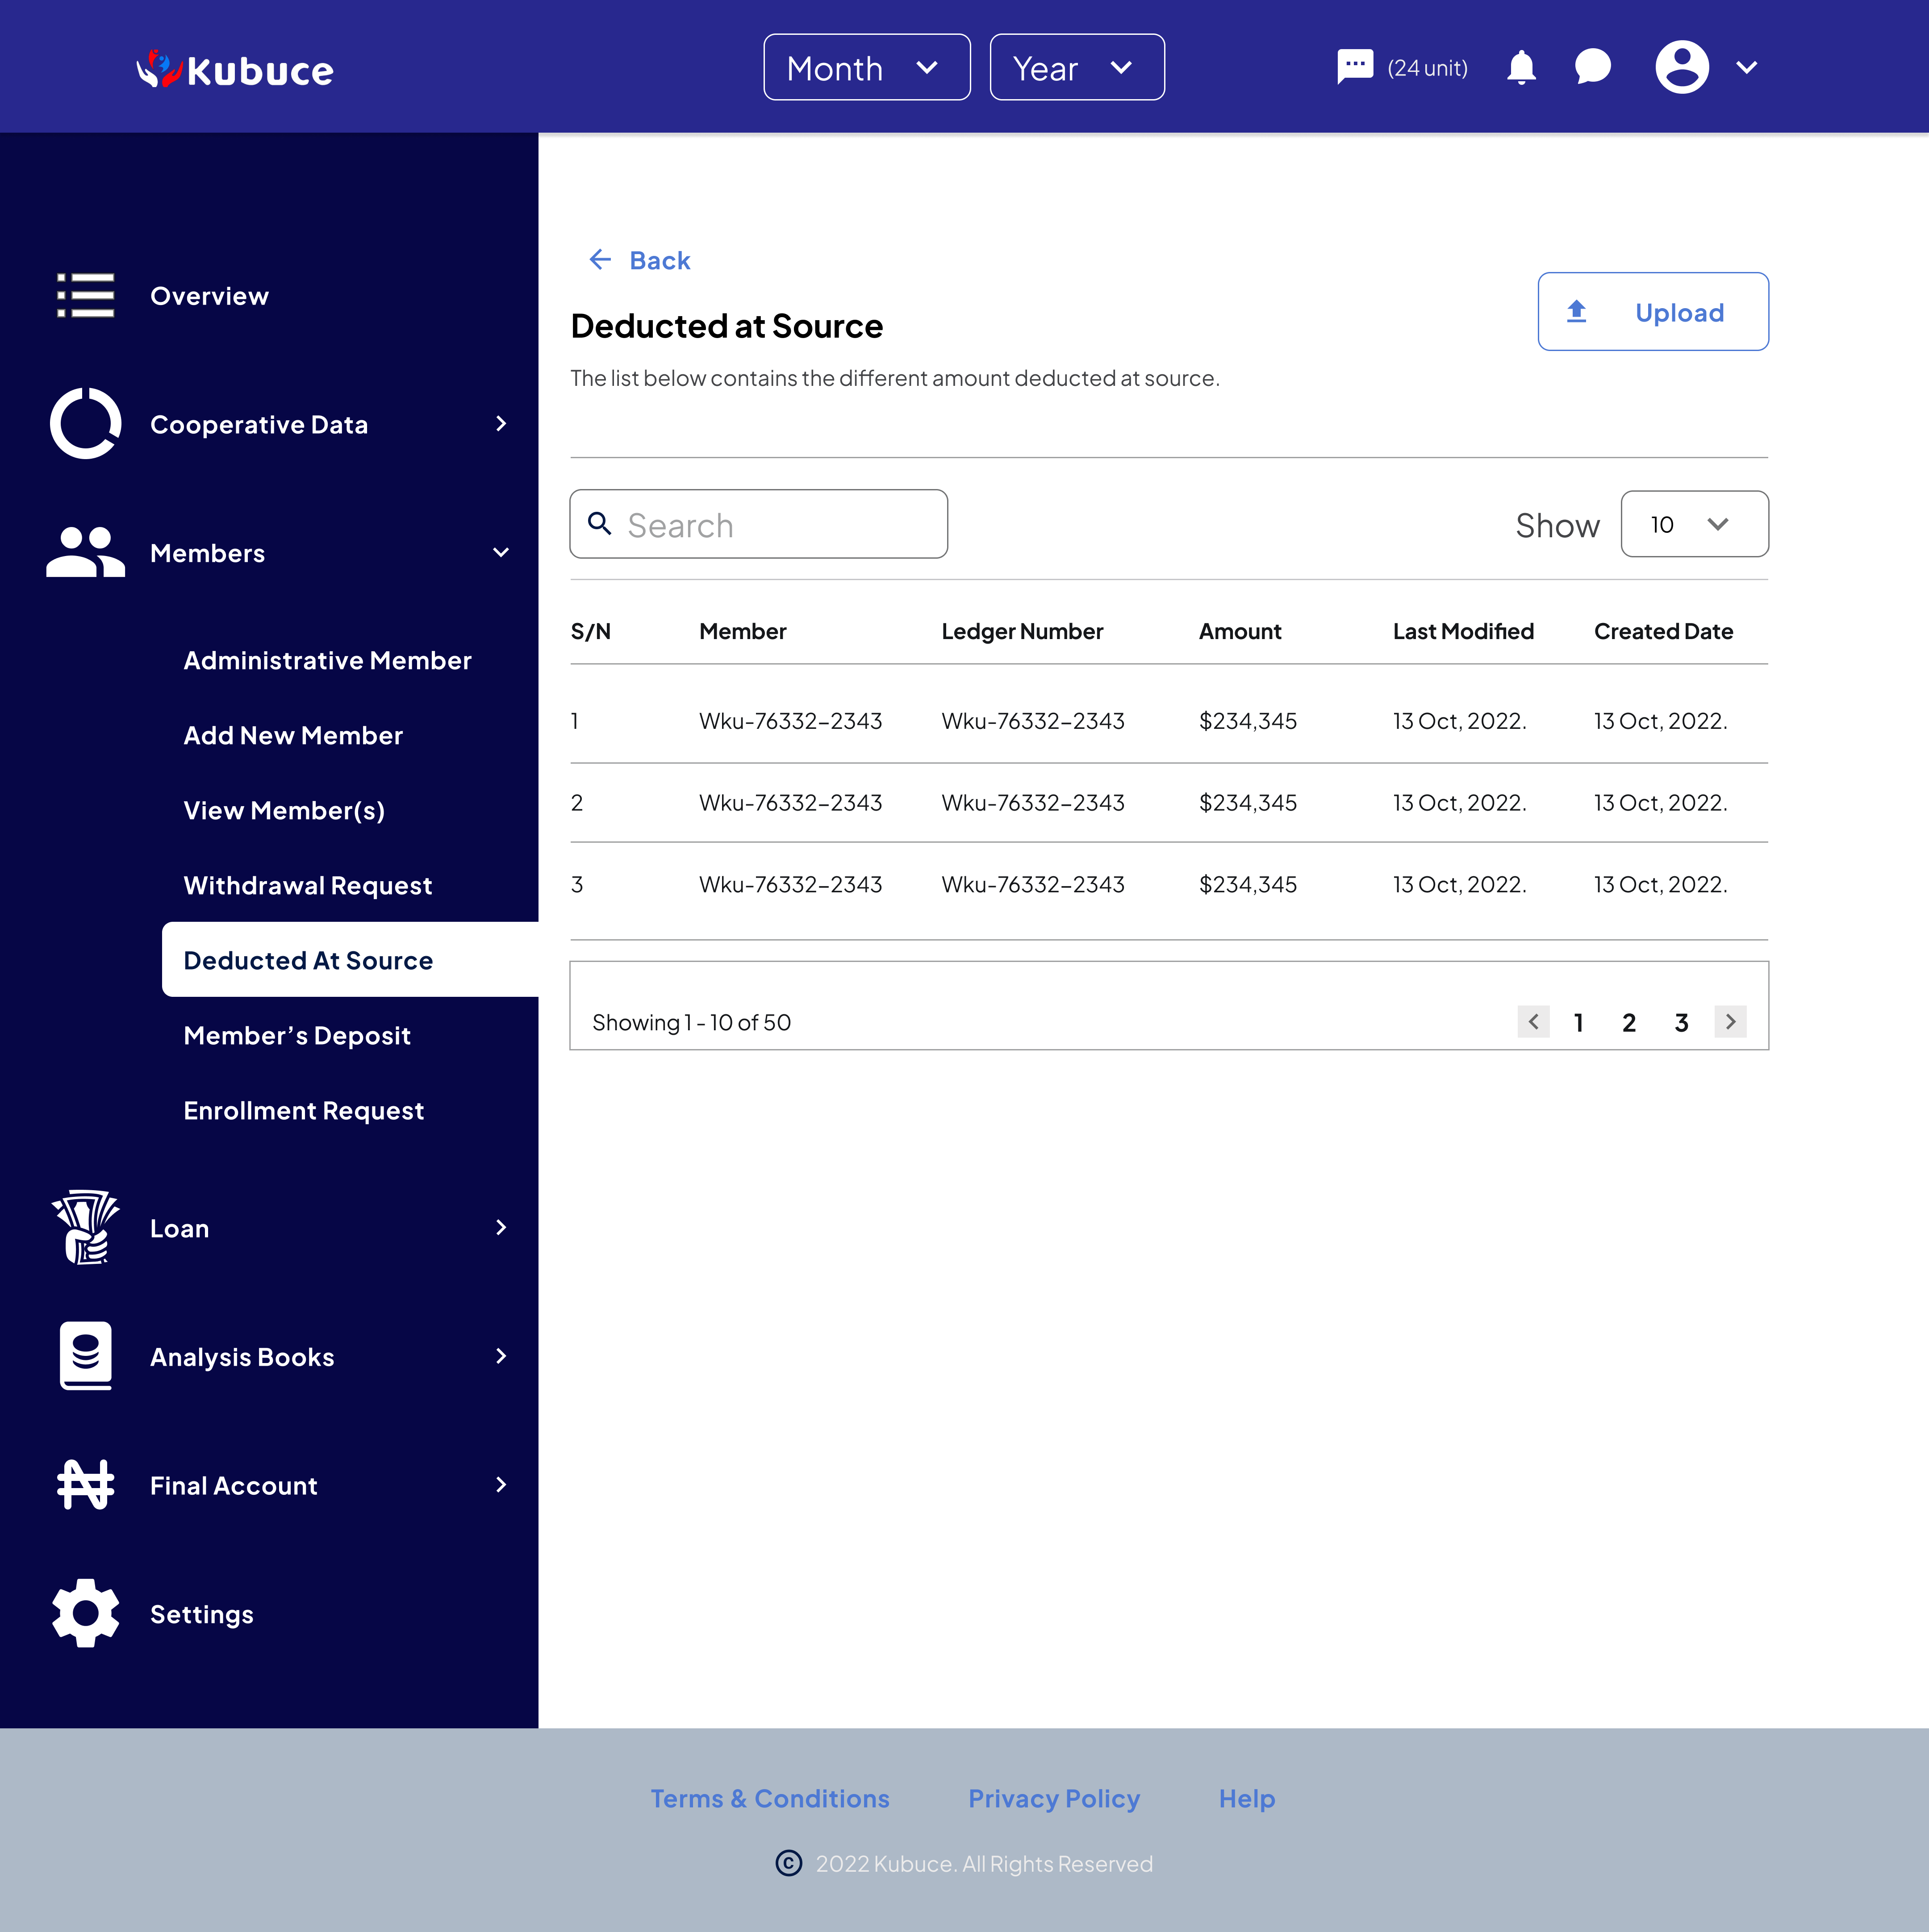 Kubuce
Month
Year
(24 unit)
Overview
Cooperative Data
Members
Administrative Member
Add New Member
View Member(s)
Withdrawal Request
Deducted At Source
Member’s Deposit
Enrollment Request
Loan
Analysis Books
Final Account
Settings
Back
Deducted at Source
The list below contains the different amount deducted at source.
Upload
Search
Show 10
S/N Member Ledger Number Amount Last Modified Created Date
1 Wku-76332-2343 Wku-76332-2343 $234,345 13 Oct, 2022. 13 Oct, 2022.
2 Wku-76332-2343 Wku-76332-2343 $234,345 13 Oct, 2022. 13 Oct, 2022.
3 Wku-76332-2343 Wku-76332-2343 $234,345 13 Oct, 2022. 13 Oct, 2022.
Showing 1 - 10 of 50
1 2 3
Terms & Conditions Privacy Policy Help
© 2022 Kubuce. All Rights Reserved